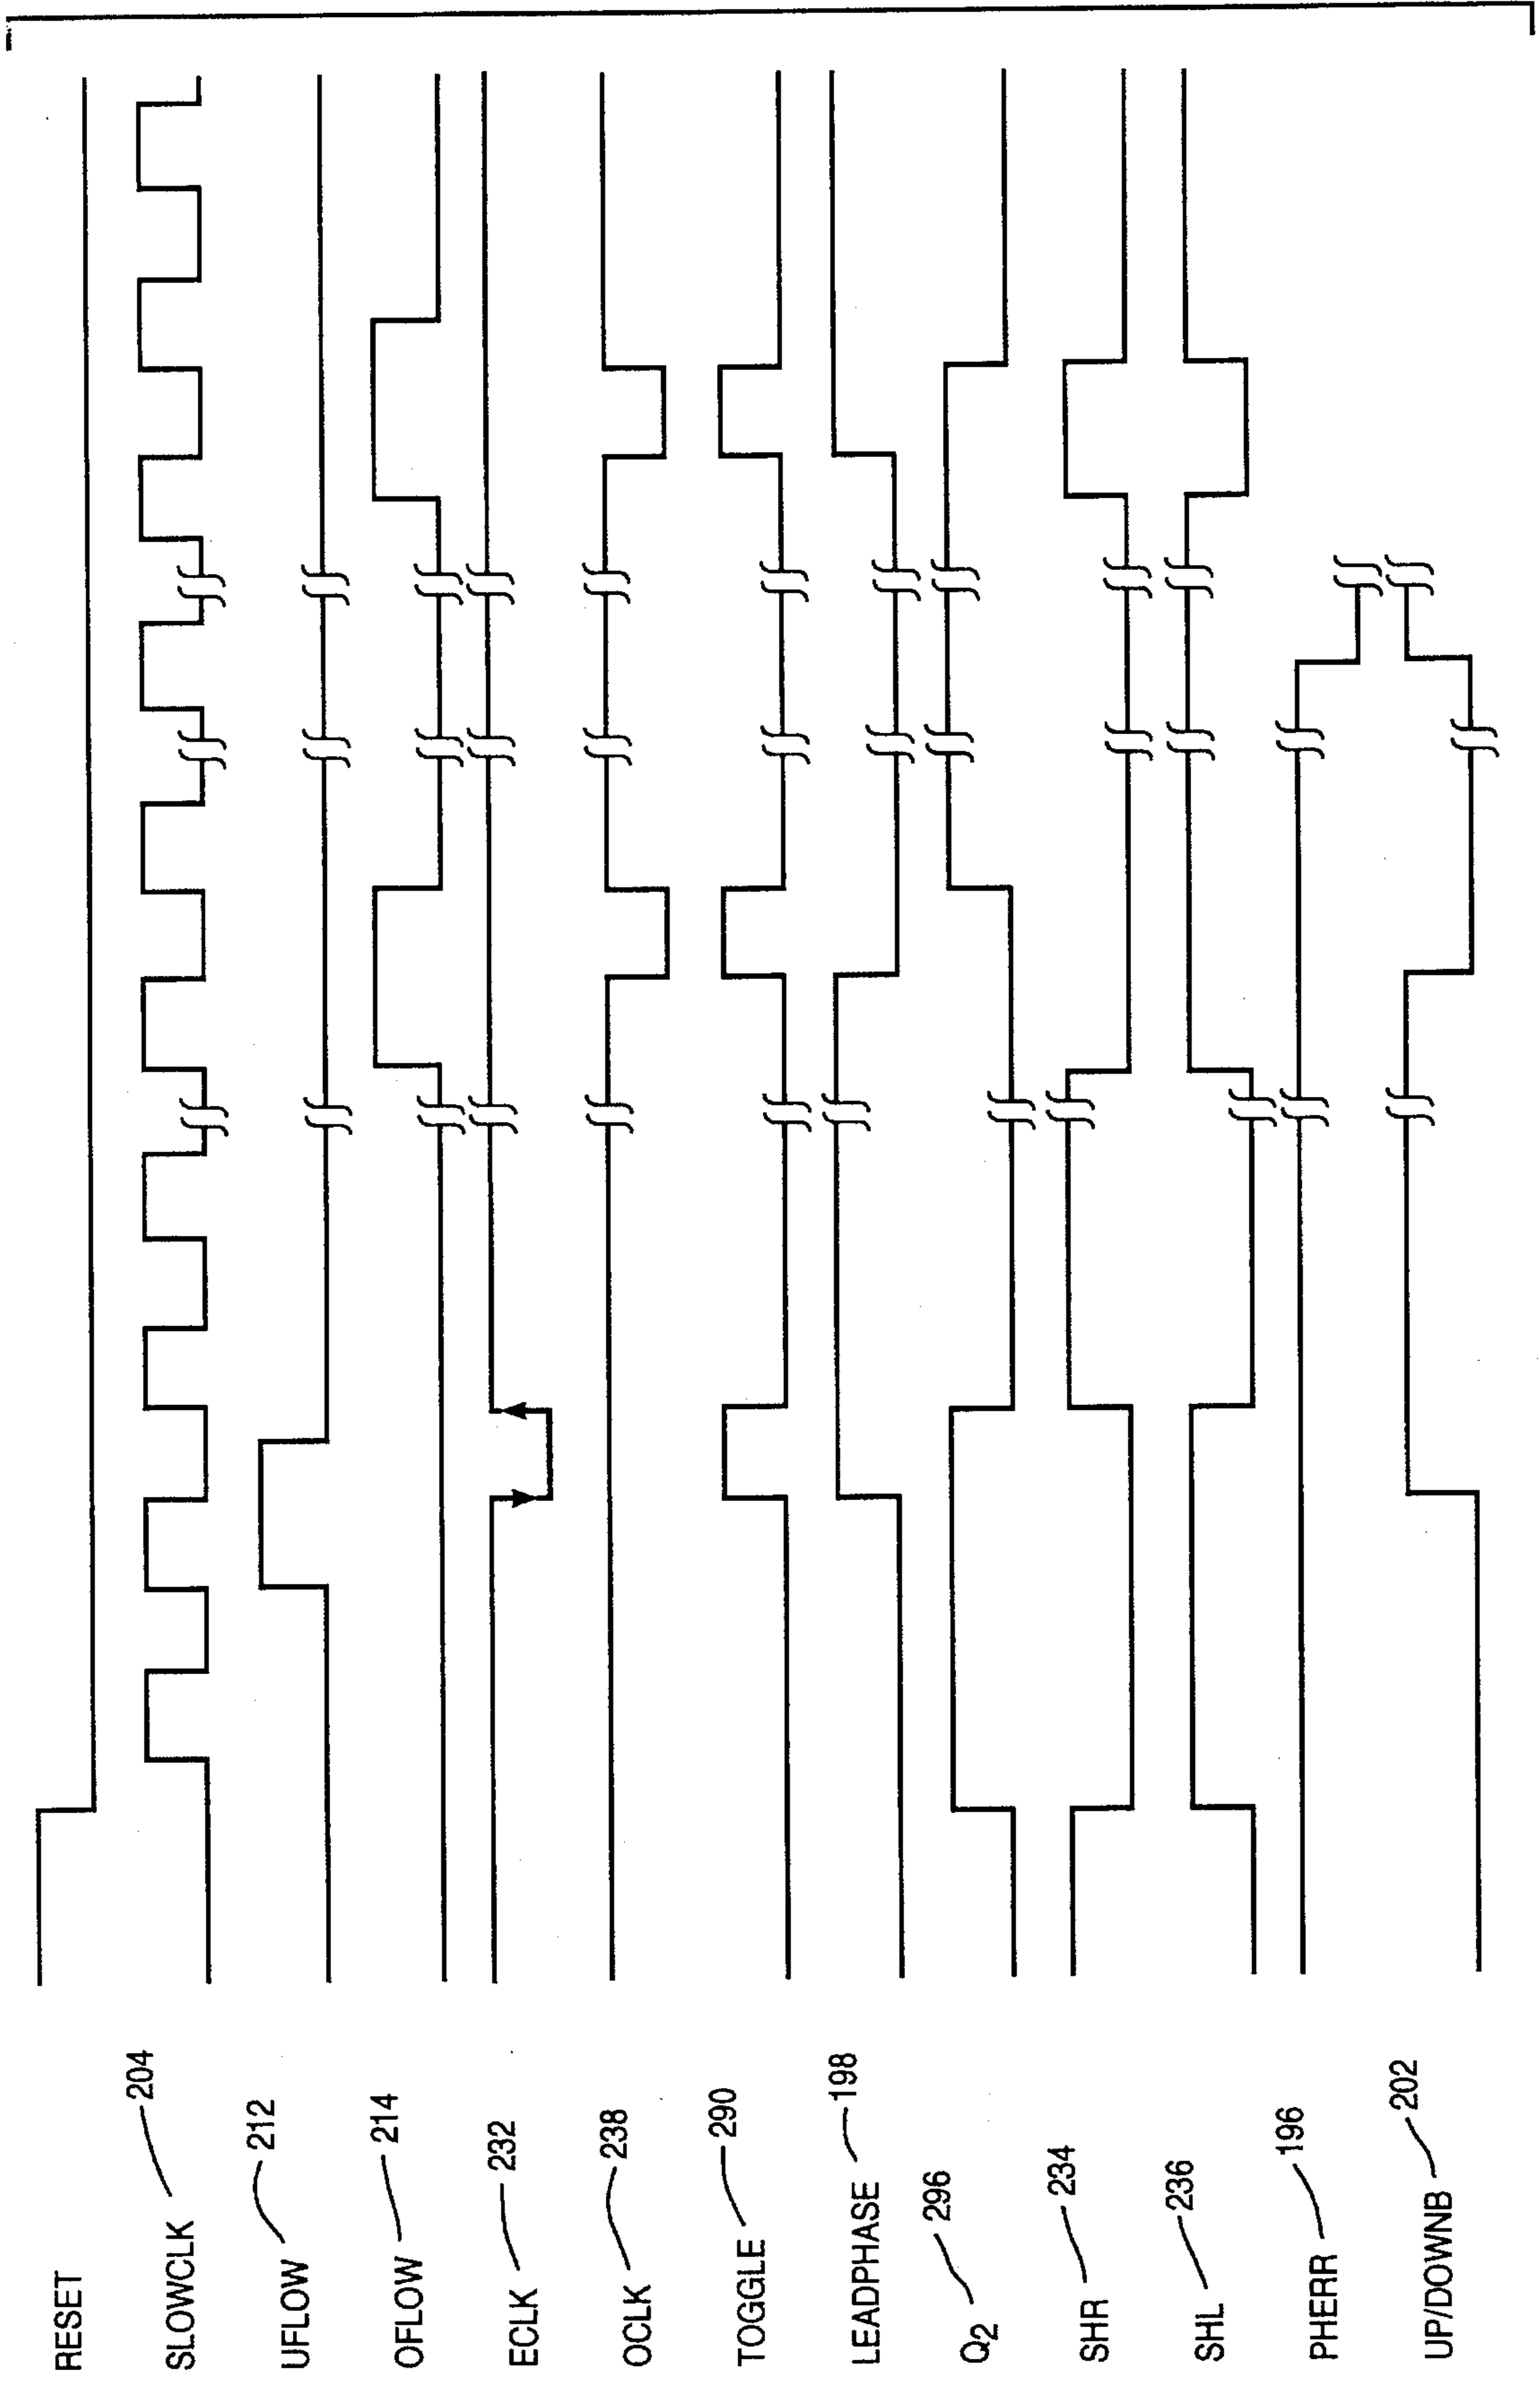 RESET
SLOWCLK 204
UFLOW 212
OFLOW 214
ECLK 232
OCLK 238
TOGGLE 290
LEADPHASE 198
Q2 296
SHR 234
SHL 236
PHERR 196
UP/DOWNB 202